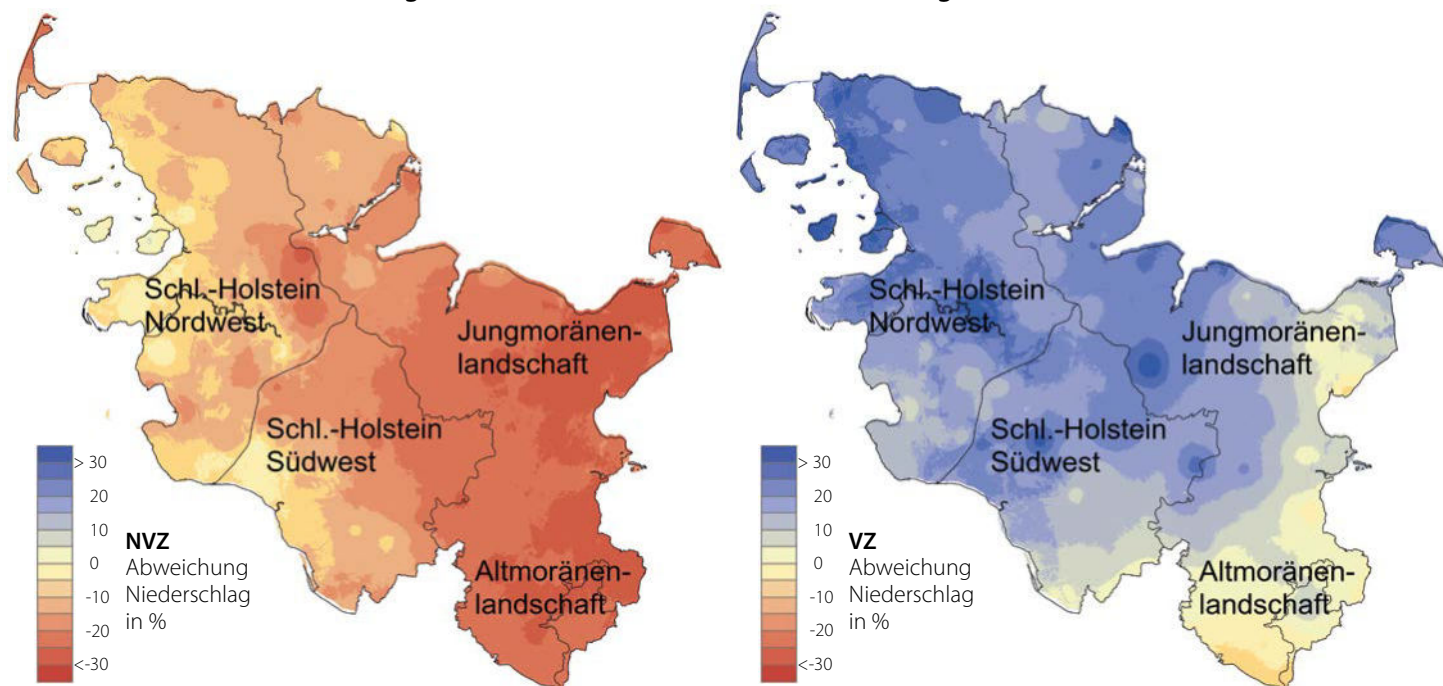 Schl.-Holstein
Nordwest
Jungmoränen-
landschaft
Schl.-Holstein
Südwest
Altmoränen-
landschaft
> 30
20
10
0
-10
-20
<-30
NVZ
Abweichung
Niederschlag
in %
Schl.-Holstein
Nordwest
Jungmoränen-
landschaft
Schl.-Holstein
Südwest
Altmoränen-
landschaft
> 30
20
10
0
-10
-20
<-30
VZ
Abweichung
Niederschlag
in %